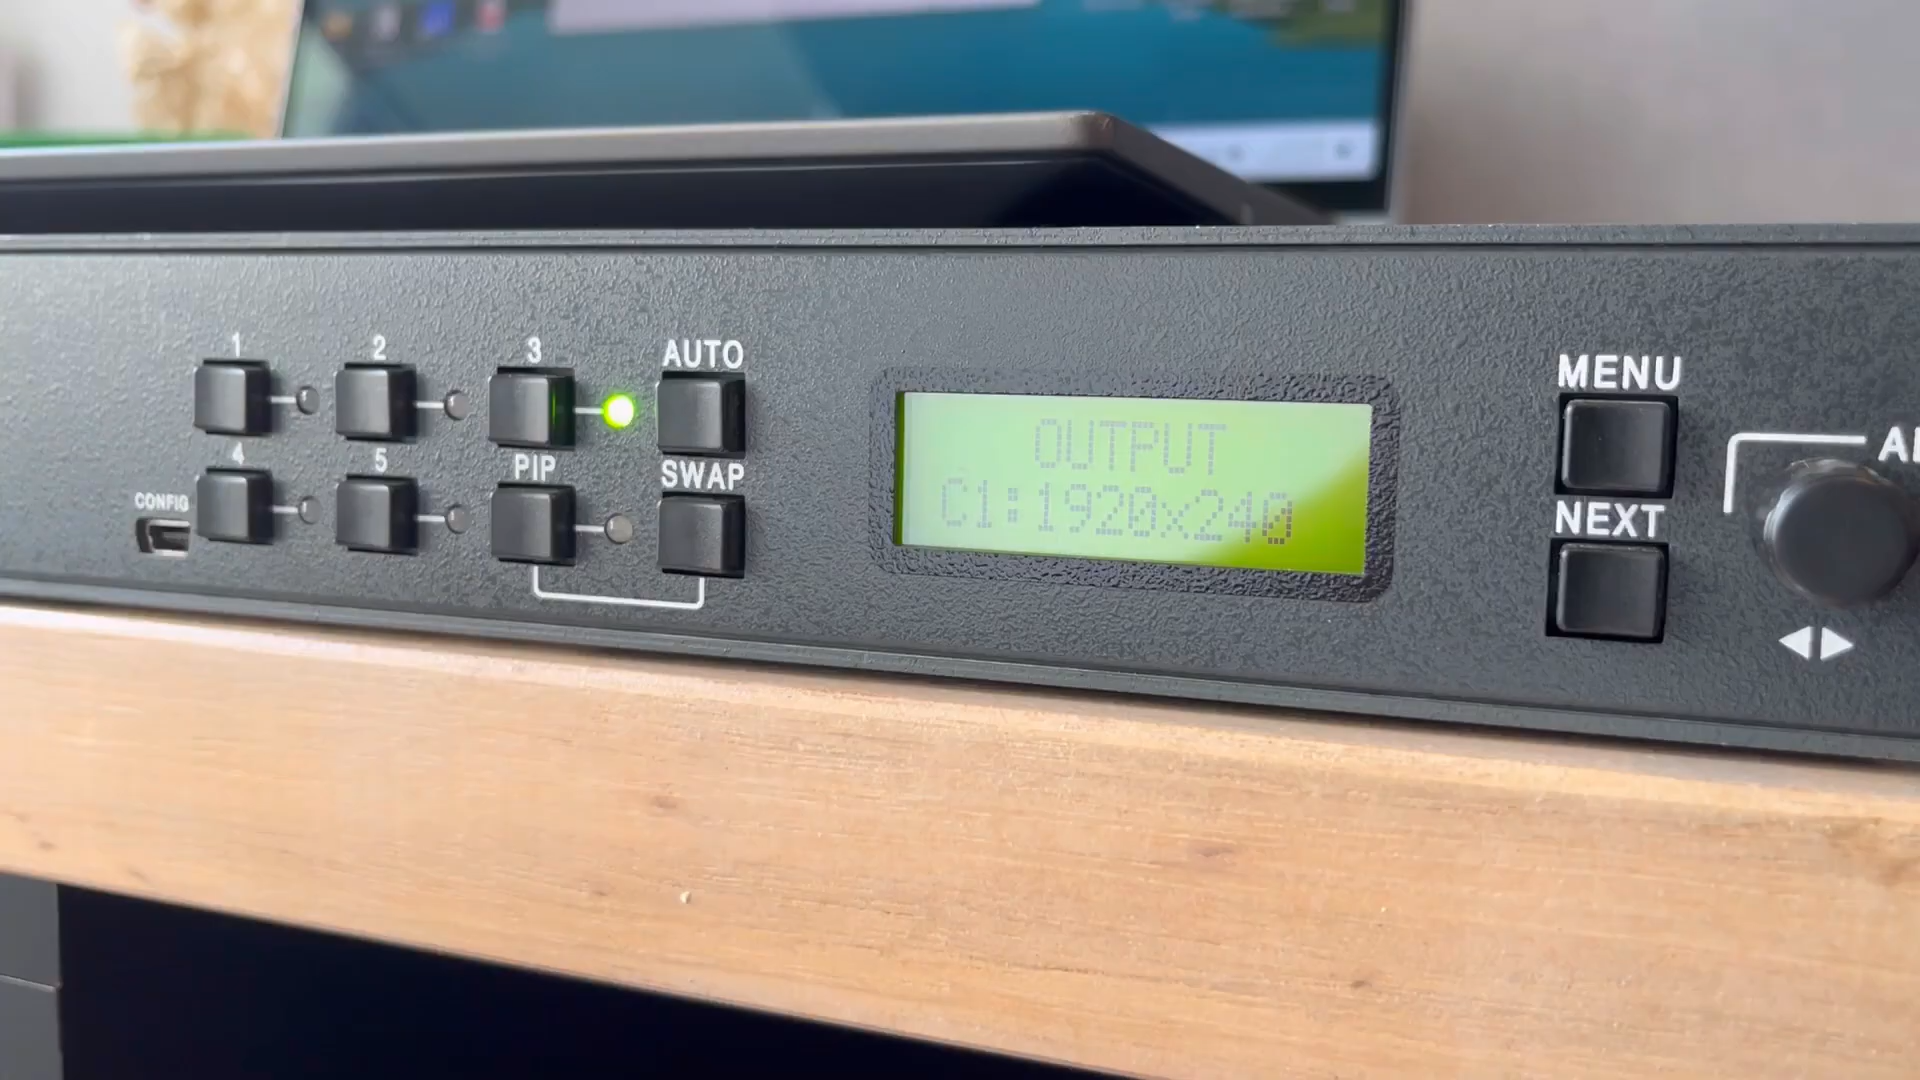 1
2
3
AUTO
4
5
PIP
SWAP
CONFIG
OUTPUT
C1:1920x240
MENU
NEXT